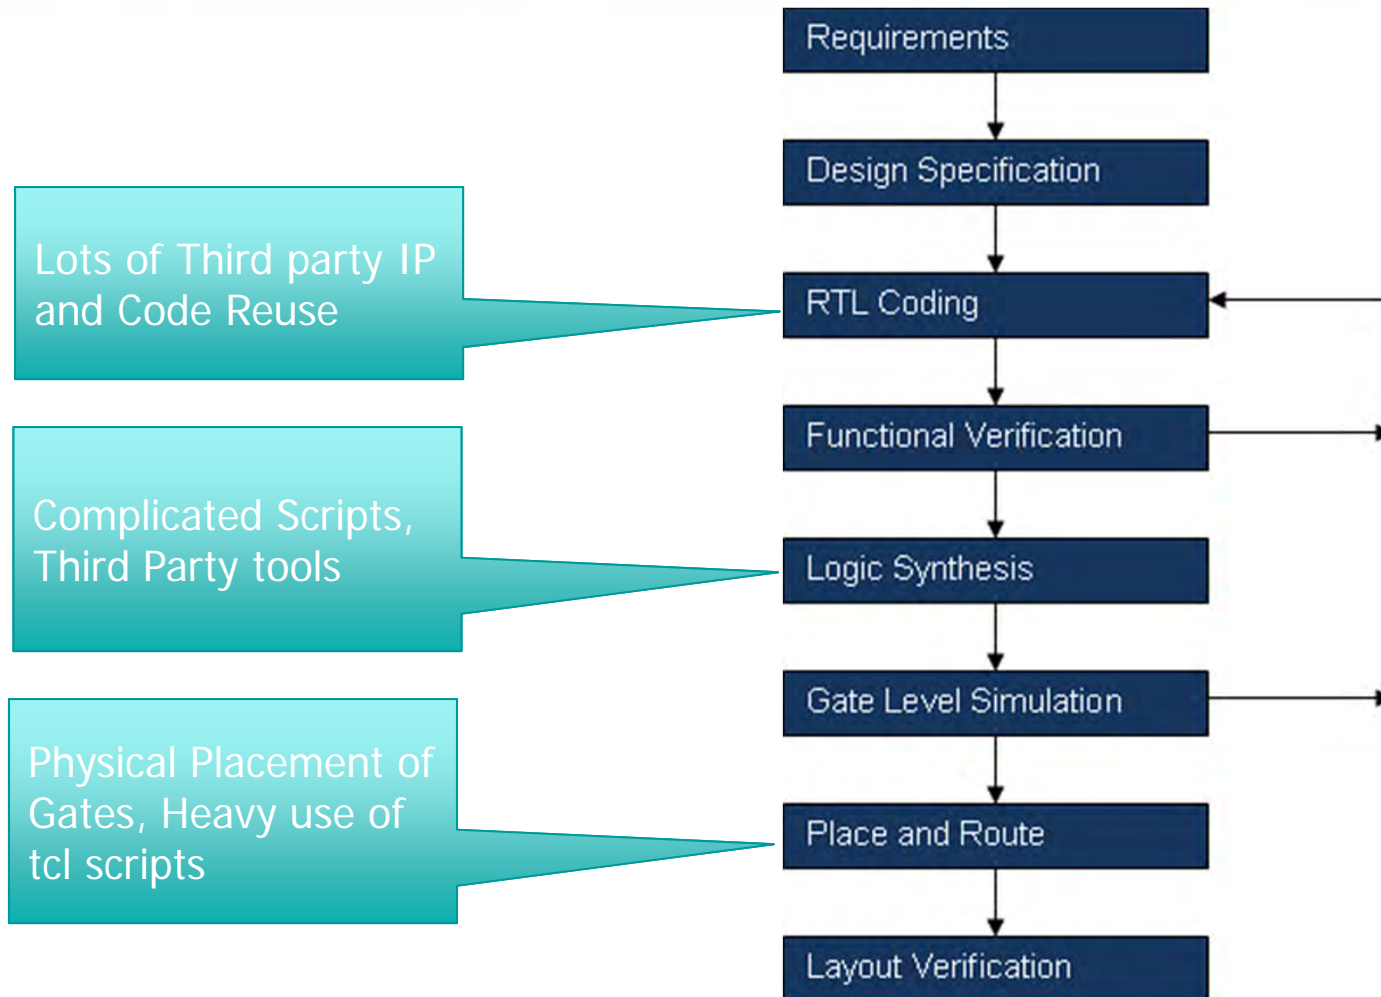 Requirements
Design Specification
Lots of Third party IP
and Code Reuse
RTL Coding
Functional Verification
Complicated Scripts,
Third Party tools
Logic Synthesis
Gate Level Simulation
Physical Placement of
Gates, Heavy use of
tcl scripts
Place and Route
Layout Verification